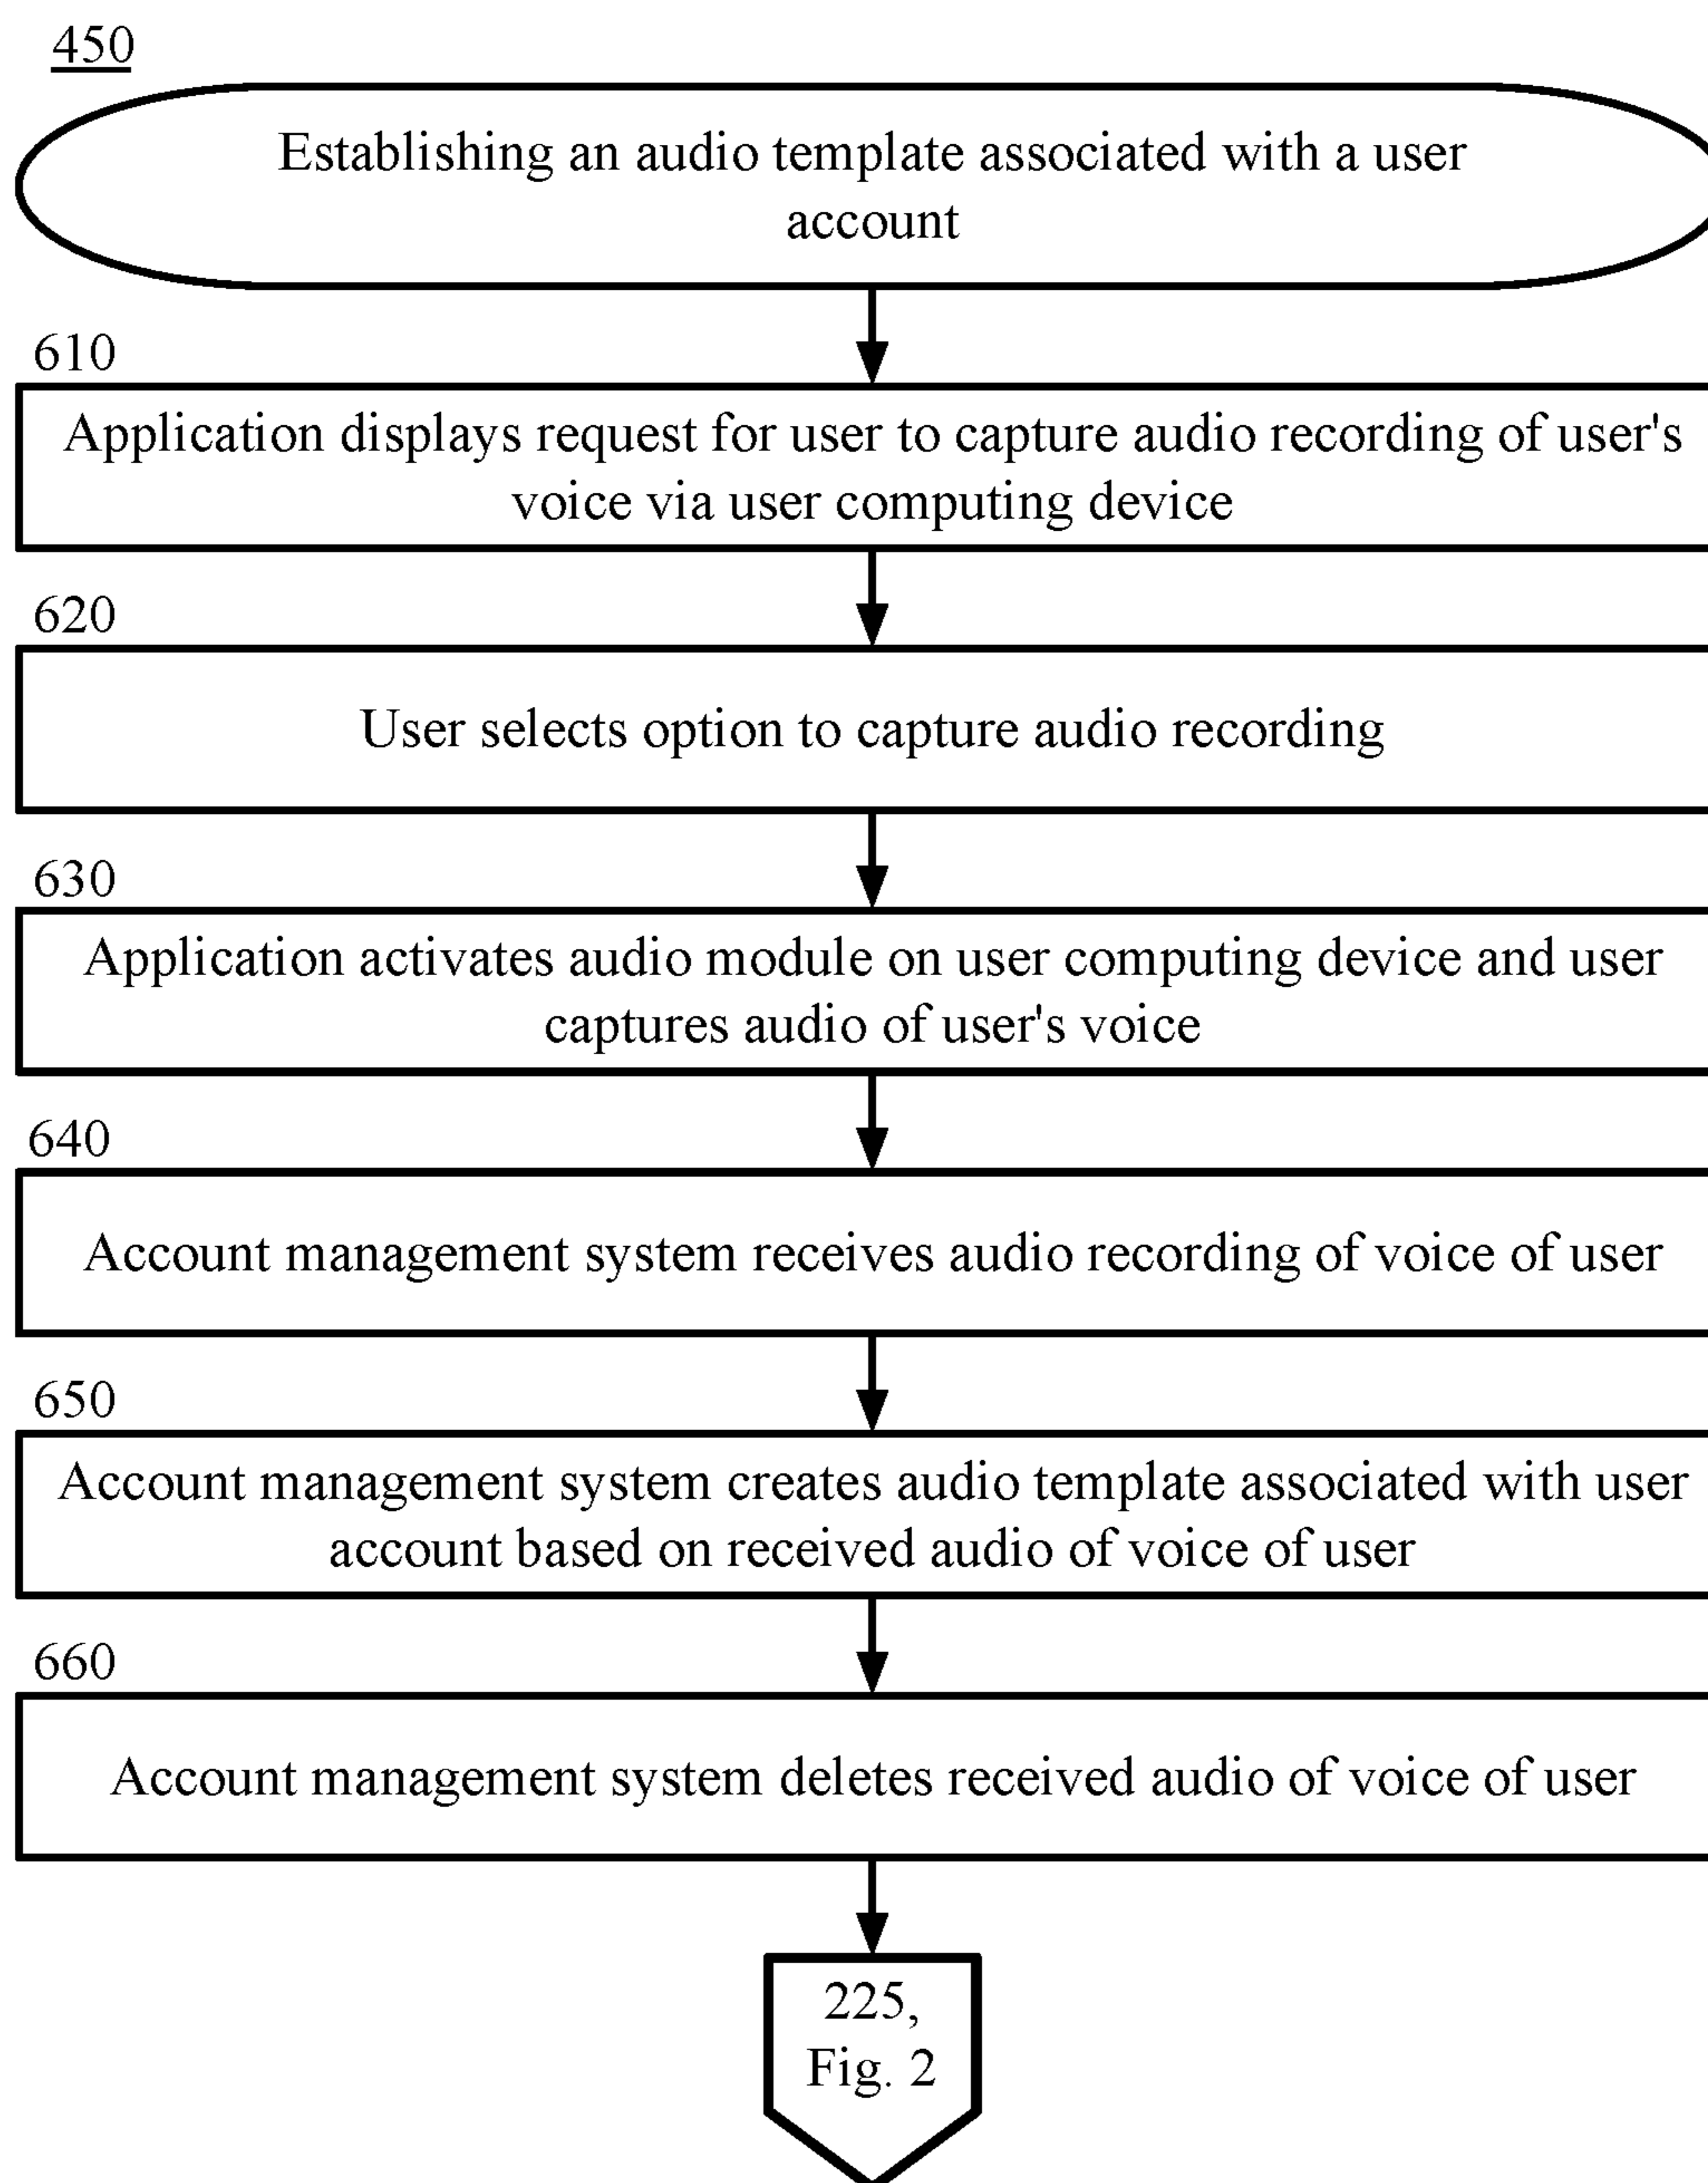 450
Establishing an audio template associated with a user
account
610
Application displays request for user to capture audio recording of user's
voice via user computing device
620
User selects option to capture audio recording
630
Application activates audio module on user computing device and user
captures audio of user's voice
640
Account management system receives audio recording of voice of user
650
Account management system creates audio template associated with user
account based on received audio of voice of user
660
Account management system deletes received audio of voice of user
225,
Fig. 2